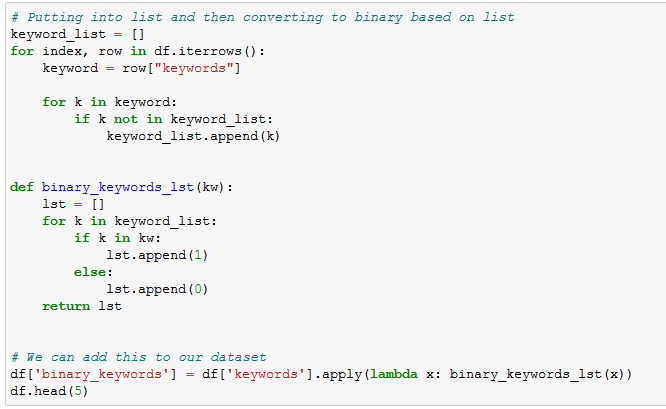 # Putting into list and then converting to binary based on list
keyword_list = []
for index, row in df.iterrows():
    keyword = row["keywords"]

    for k in keyword:
        if k not in keyword_list:
            keyword_list.append(k)


def binary_keywords_lst(kw):
    lst = []
    for k in keyword_list:
        if k in kw:
            lst.append(1)
        else:
            lst.append(0)
    return lst


# We can add this to our dataset
df['binary_keywords'] = df['keywords'].apply(lambda x: binary_keywords_lst(x))
df.head(5)